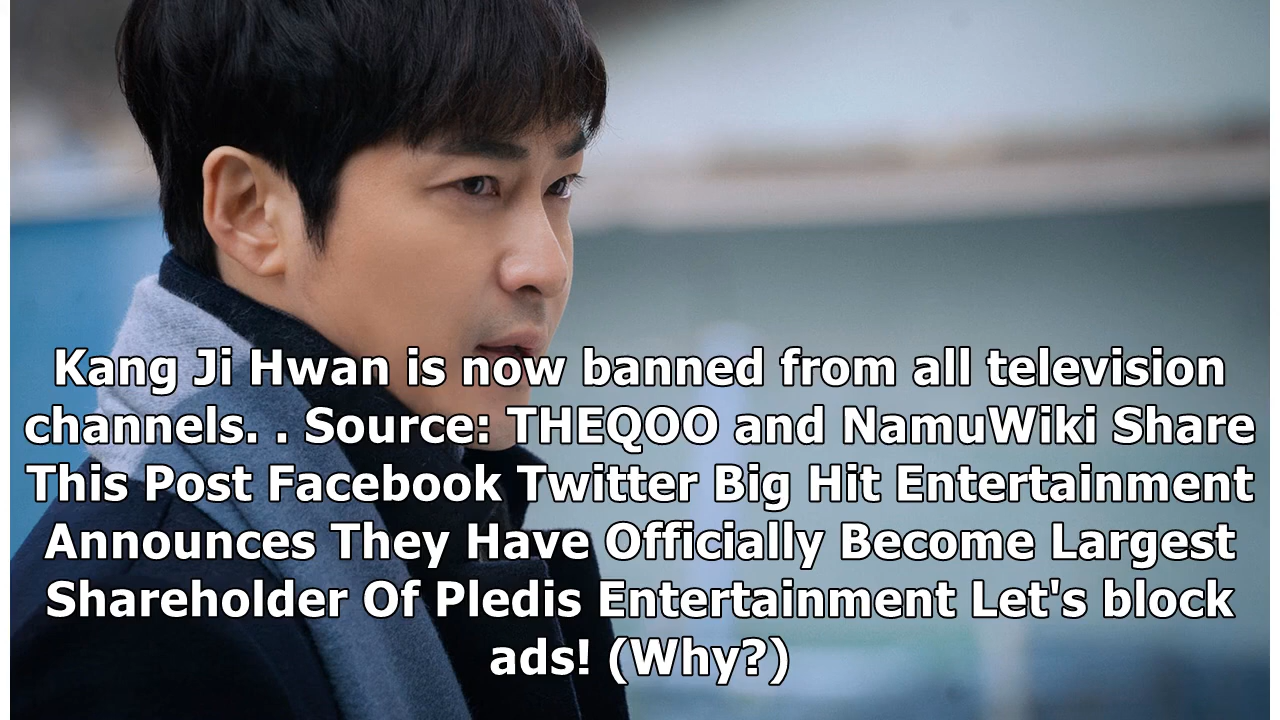 Kang Ji Hwan is now banned from all television
channels. . Source: THEQOO and NamuWiki Share
This Post Facebook Twitter Big Hit Entertainment
Announces They Have Officially Become Largest
Shareholder Of Pledis Entertainment Let's block
ads! (Why?)